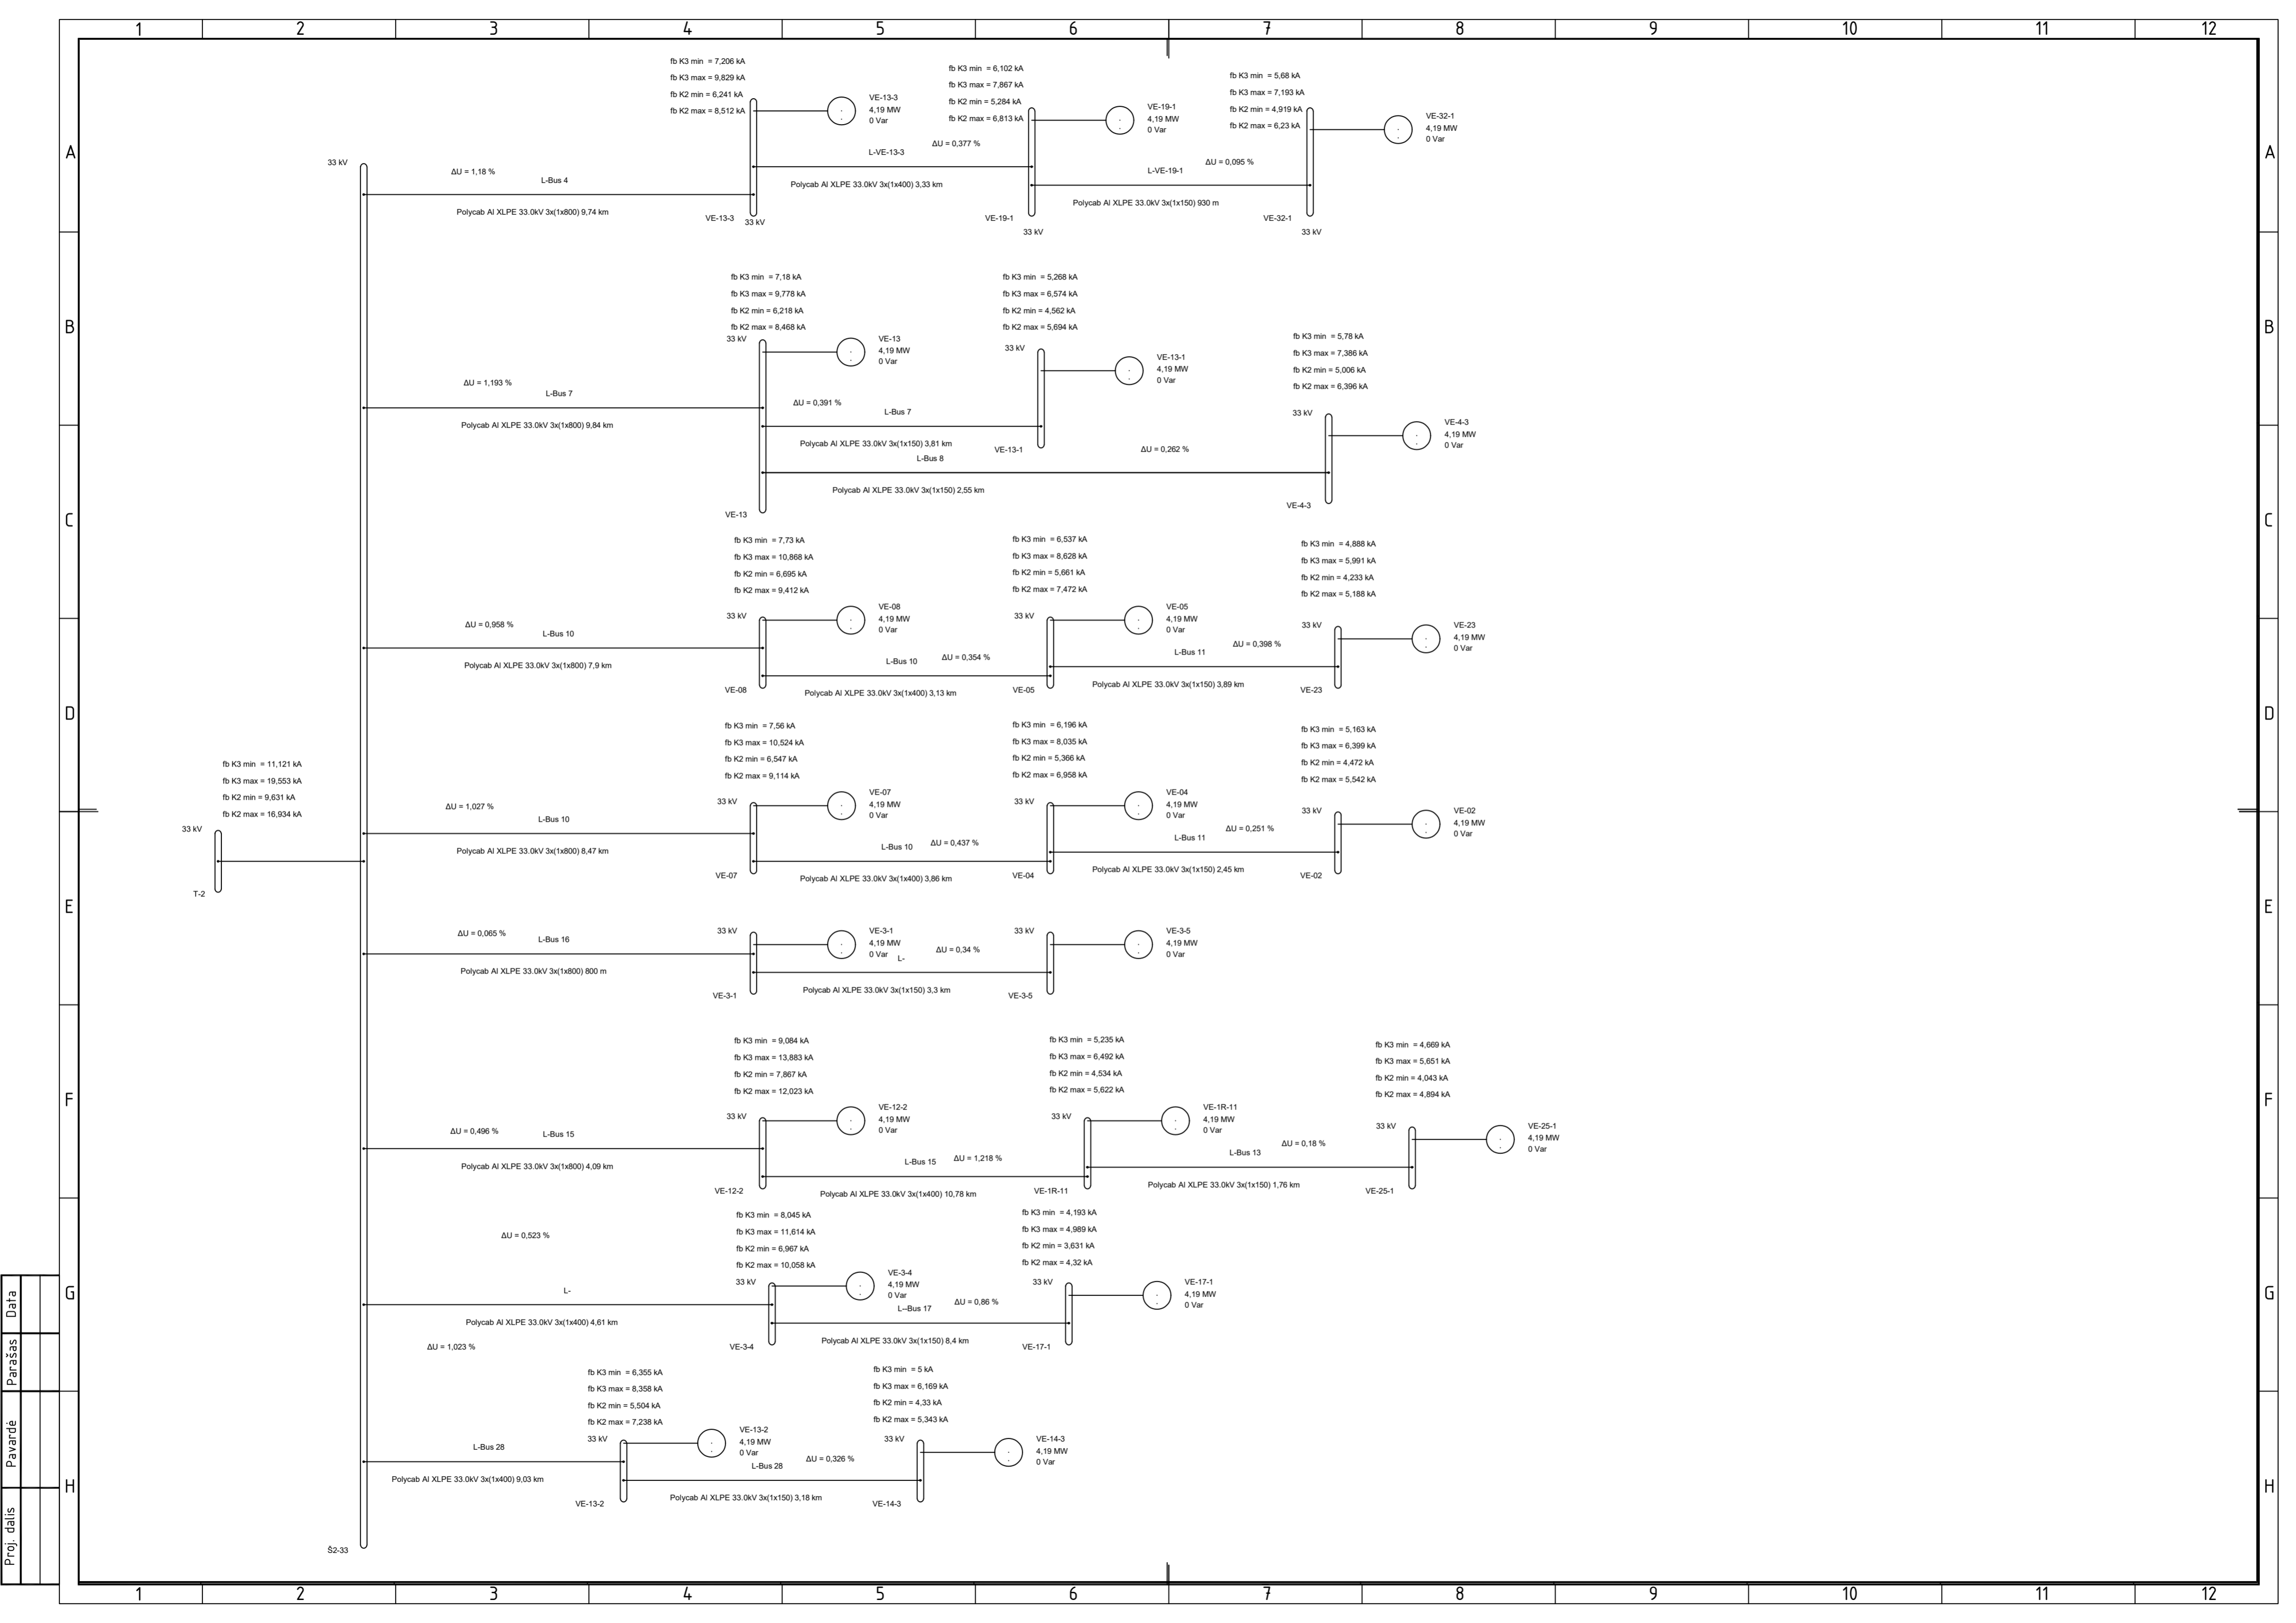 1 2 3 4 5 6 7 8 9 10 11 12
A A
33 kV
ΔU = 1,18 %
L-Bus 4
Polycab Al XLPE 33.0kV 3x(1x800) 9,74 km
fb K3 min = 7,206 kA
fb K3 max = 9,829 kA
fb K2 min = 6,241 kA
fb K2 max = 8,512 kA
VE-13-3
4,19 MW
0 Var
VE-13-3
33 kV
L-VE-13-3
ΔU = 0,377 %
Polycab Al XLPE 33.0kV 3x(1x400) 3,33 km
fb K3 min = 6,102 kA
fb K3 max = 7,867 kA
fb K2 min = 5,284 kA
fb K2 max = 6,813 kA
VE-19-1
4,19 MW
0 Var
VE-19-1
33 kV
ΔU = 0,095 %
L-VE-19-1
Polycab Al XLPE 33.0kV 3x(1x150) 930 m
fb K3 min = 5,68 kA
fb K3 max = 7,193 kA
fb K2 min = 4,919 kA
fb K2 max = 6,23 kA
VE-32-1
4,19 MW
0 Var
VE-32-1
33 kV
B B
ΔU = 1,193 %
L-Bus 7
Polycab Al XLPE 33.0kV 3x(1x800) 9,84 km
fb K3 min = 7,18 kA
fb K3 max = 9,778 kA
fb K2 min = 6,218 kA
fb K2 max = 8,468 kA
33 kV
VE-13
4,19 MW
0 Var
ΔU = 0,391 %
L-Bus 7
Polycab Al XLPE 33.0kV 3x(1x150) 3,81 km
fb K3 min = 5,268 kA
fb K3 max = 6,574 kA
fb K2 min = 4,562 kA
fb K2 max = 5,694 kA
33 kV
VE-13-1
4,19 MW
0 Var
VE-13-1
L-Bus 8
ΔU = 0,262 %
Polycab Al XLPE 33.0kV 3x(1x150) 2,55 km
VE-13
fb K3 min = 5,78 kA
fb K3 max = 7,386 kA
fb K2 min = 5,006 kA
fb K2 max = 6,396 kA
33 kV
VE-4-3
4,19 MW
0 Var
VE-4-3
C C
ΔU = 0,958 %
L-Bus 10
Polycab Al XLPE 33.0kV 3x(1x800) 7,9 km
fb K3 min = 7,73 kA
fb K3 max = 10,868 kA
fb K2 min = 6,695 kA
fb K2 max = 9,412 kA
33 kV
VE-08
4,19 MW
0 Var
VE-08
L-Bus 10
ΔU = 0,354 %
Polycab Al XLPE 33.0kV 3x(1x400) 3,13 km
fb K3 min = 6,537 kA
fb K3 max = 8,628 kA
fb K2 min = 5,661 kA
fb K2 max = 7,472 kA
33 kV
VE-05
4,19 MW
0 Var
VE-05
ΔU = 0,398 %
L-Bus 11
Polycab Al XLPE 33.0kV 3x(1x150) 3,89 km
fb K3 min = 4,888 kA
fb K3 max = 5,991 kA
fb K2 min = 4,233 kA
fb K2 max = 5,188 kA
33 kV
VE-23
4,19 MW
0 Var
VE-23
D D
fb K3 min = 11,121 kA
fb K3 max = 19,553 kA
fb K2 min = 9,631 kA
fb K2 max = 16,934 kA
33 kV
T-2
ΔU = 1,027 %
L-Bus 10
Polycab Al XLPE 33.0kV 3x(1x800) 8,47 km
fb K3 min = 7,56 kA
fb K3 max = 10,524 kA
fb K2 min = 6,547 kA
fb K2 max = 9,114 kA
33 kV
VE-07
4,19 MW
0 Var
VE-07
L-Bus 10
ΔU = 0,437 %
Polycab Al XLPE 33.0kV 3x(1x400) 3,86 km
fb K3 min = 6,196 kA
fb K3 max = 8,035 kA
fb K2 min = 5,366 kA
fb K2 max = 6,958 kA
33 kV
VE-04
4,19 MW
0 Var
VE-04
ΔU = 0,251 %
L-Bus 11
Polycab Al XLPE 33.0kV 3x(1x150) 2,45 km
fb K3 min = 5,163 kA
fb K3 max = 6,399 kA
fb K2 min = 4,472 kA
fb K2 max = 5,542 kA
33 kV
VE-02
4,19 MW
0 Var
VE-02
E E
ΔU = 0,065 %
L-Bus 16
Polycab Al XLPE 33.0kV 3x(1x800) 800 m
33 kV
VE-3-1
4,19 MW
0 Var
VE-3-1
L-
ΔU = 0,34 %
Polycab Al XLPE 33.0kV 3x(1x150) 3,3 km
33 kV
VE-3-5
4,19 MW
0 Var
VE-3-5
F F
ΔU = 0,496 %
L-Bus 15
Polycab Al XLPE 33.0kV 3x(1x800) 4,09 km
fb K3 min = 9,084 kA
fb K3 max = 13,883 kA
fb K2 min = 7,867 kA
fb K2 max = 12,023 kA
33 kV
VE-12-2
4,19 MW
0 Var
VE-12-2
L-Bus 15
ΔU = 1,218 %
Polycab Al XLPE 33.0kV 3x(1x400) 10,78 km
fb K3 min = 5,235 kA
fb K3 max = 6,492 kA
fb K2 min = 4,534 kA
fb K2 max = 5,622 kA
33 kV
VE-1R-11
4,19 MW
0 Var
VE-1R-11
ΔU = 0,18 %
L-Bus 13
Polycab Al XLPE 33.0kV 3x(1x150) 1,76 km
fb K3 min = 4,669 kA
fb K3 max = 5,651 kA
fb K2 min = 4,043 kA
fb K2 max = 4,894 kA
33 kV
VE-25-1
4,19 MW
0 Var
VE-25-1
G G
ΔU = 0,523 %
L-
Polycab Al XLPE 33.0kV 3x(1x400) 4,61 km
fb K3 min = 8,045 kA
fb K3 max = 11,614 kA
fb K2 min = 6,967 kA
fb K2 max = 10,058 kA
33 kV
VE-3-4
4,19 MW
0 Var
VE-3-4
L--Bus 17
ΔU = 0,86 %
Polycab Al XLPE 33.0kV 3x(1x150) 8,4 km
fb K3 min = 4,193 kA
fb K3 max = 4,989 kA
fb K2 min = 3,631 kA
fb K2 max = 4,32 kA
33 kV
VE-17-1
4,19 MW
0 Var
VE-17-1
H H
ΔU = 1,023 %
L-Bus 28
Polycab Al XLPE 33.0kV 3x(1x400) 9,03 km
fb K3 min = 6,355 kA
fb K3 max = 8,358 kA
fb K2 min = 5,504 kA
fb K2 max = 7,238 kA
33 kV
VE-13-2
4,19 MW
0 Var
VE-13-2
L-Bus 28
ΔU = 0,326 %
Polycab Al XLPE 33.0kV 3x(1x150) 3,18 km
fb K3 min = 5 kA
fb K3 max = 6,169 kA
fb K2 min = 4,33 kA
fb K2 max = 5,343 kA
33 kV
VE-14-3
4,19 MW
0 Var
VE-14-3
Š2-33
Data
Parašas
Pavardė
Proj. dalis
1 2 3 4 5 6 7 8 9 10 11 12